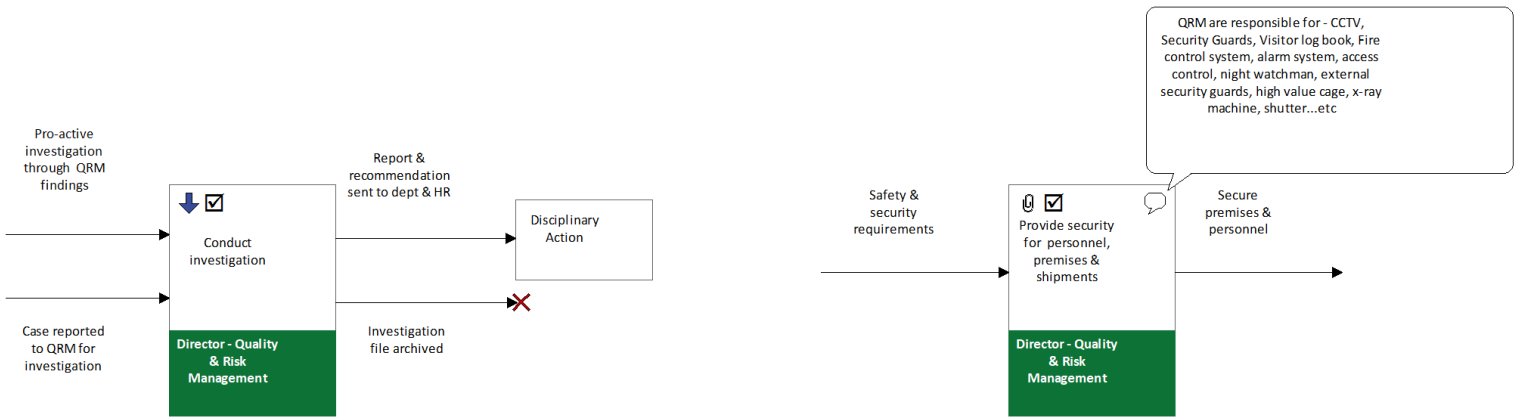 Pro-active
investigation
through QRM
findings
Case reported
to QRM for
investigation
Conduct
investigation
Director - Quality
& Risk
Management
Report &
recommendation
sent to dept & HR
Investigation
file archived
Disciplinary
Action
Safety &
security
requirements
Provide security
for personnel,
premises &
shipments
Director - Quality
& Risk
Management
QRM are responsible for - CCTV,
Security Guards, Visitor log book, Fire
control system, alarm system, access
control, night watchman, external
security guards, high value cage, x-ray
machine, shutter...etc
Secure
premises &
personnel